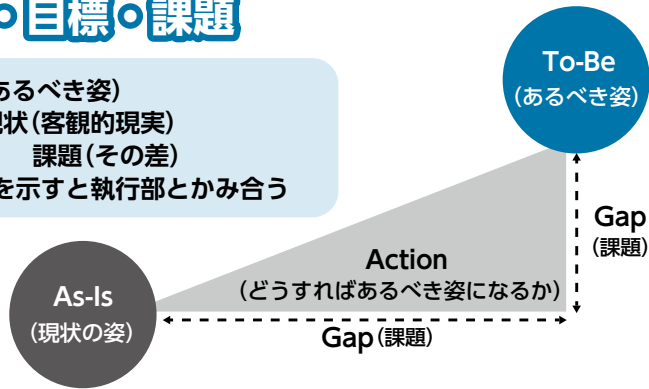 目標○課題
あるべき姿)
現状(客観的現実)
課題(その差)
を示すと執行部とかみ合う
To-Be
(あるべき姿)
Gap
(課題)
Action
(どうすればあるべき姿になるか)
As-Is
(現状の姿)
Gap(課題)